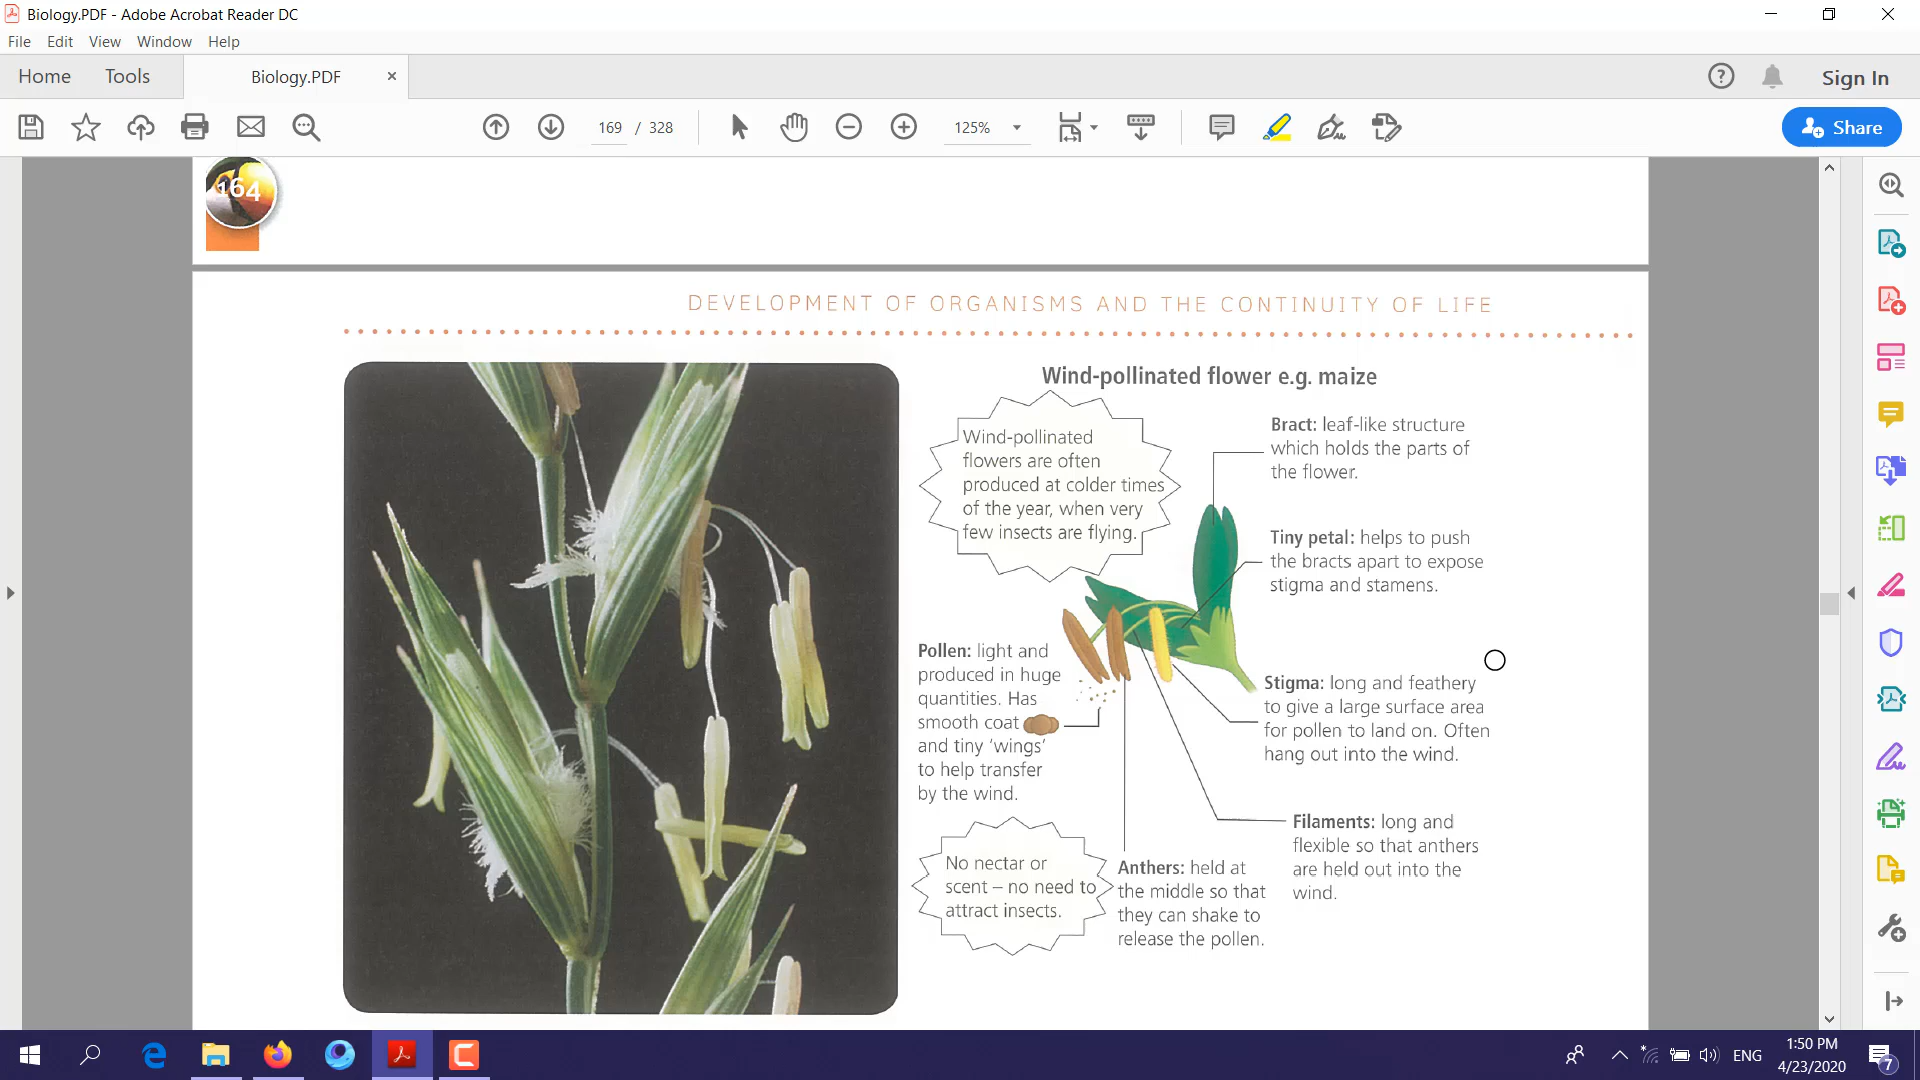 Biology.PDF - Adobe Acrobat Reader DC
File Edit View Window Help
Home Tools Biology.PDF × Sign In
169 / 328 125% Share
164
DEVELOPMENT OF ORGANISMS AND THE CONTINUITY OF LIFE
Wind-pollinated flower e.g. maize
Wind-pollinated
flowers are often
produced at colder times
of the year, when very
few insects are flying.
Bract: leaf-like structure
which holds the parts of
the flower.
Tiny petal: helps to push
the bracts apart to expose
stigma and stamens.
Pollen: light and
produced in huge
quantities. Has
smooth coat
and tiny ‘wings’
to help transfer
by the wind.
Stigma: long and feathery
to give a large surface area
for pollen to land on. Often
hang out into the wind.
Filaments: long and
flexible so that anthers
are held out into the
wind.
No nectar or
scent – no need to
attract insects.
Anthers: held at
the middle so that
they can shake to
release the pollen.
ENG
1:50 PM
4/23/2020
7